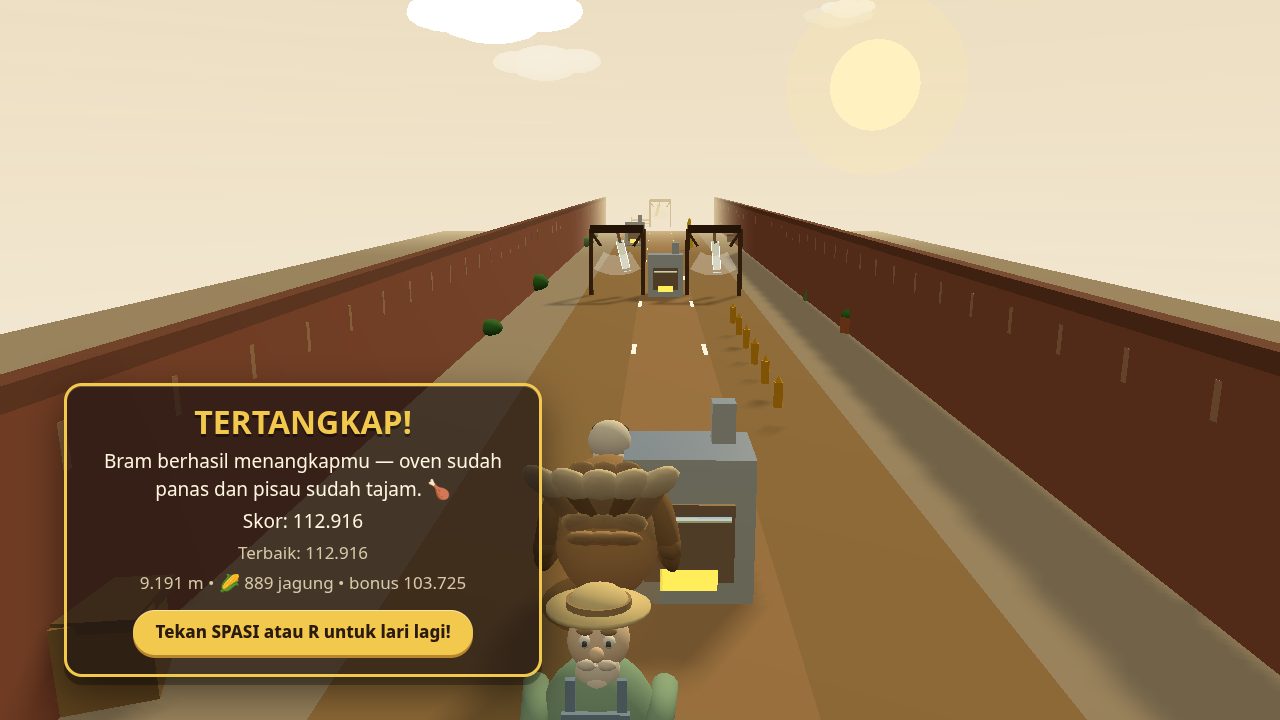 TERTANGKAP!
Bram berhasil menangkapmu — oven sudah
panas dan pisau sudah tajam. 🍗
Skor: 112.916
Terbaik: 112.916
9.191 m • 🌽 889 jagung • bonus 103.725
Tekan SPASI atau R untuk lari lagi!